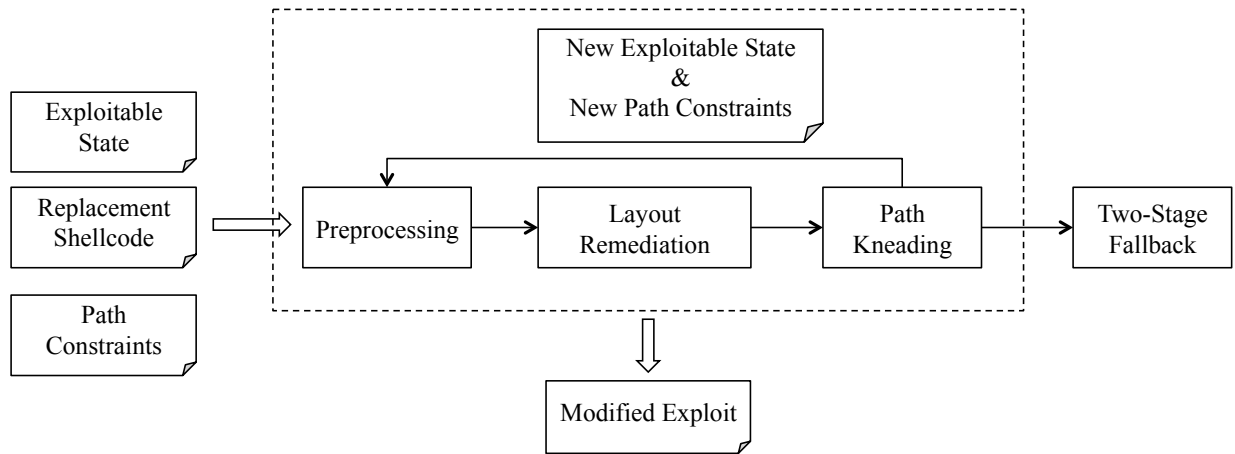 New Exploitable State
&
New Path Constraints
Exploitable
State
Replacement
Shellcode
Path
Constraints
Preprocessing
Layout
Remediation
Path
Kneading
Two-Stage
Fallback
Modified Exploit